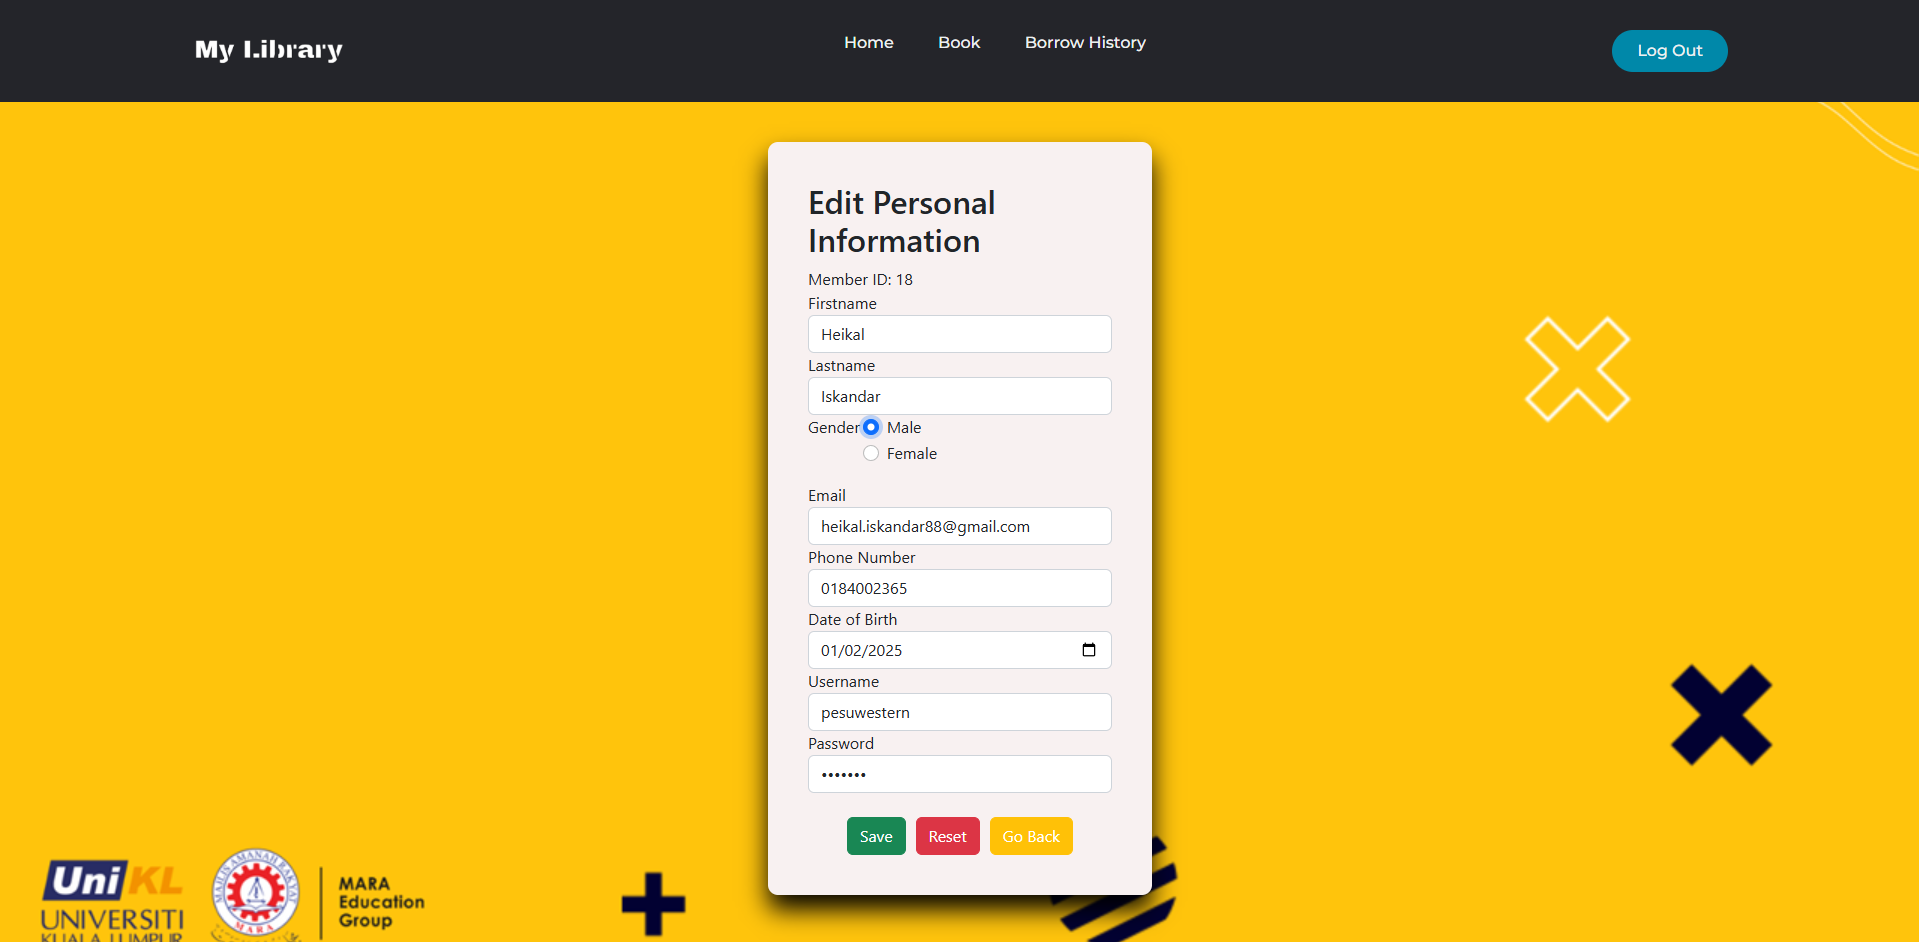 My Library
Home
Book
Borrow History
Log Out
Edit Personal
Information
Member ID: 18
Firstname
Heikal
Lastname
Iskandar
Gender
Male
Female
Email
heikal.iskandar88@gmail.com
Phone Number
0184002365
Date of Birth
01/02/2025
Username
pesuwestern
Password
•••••••
Save
Reset
Go Back
UniKL
UNIVERSITI
KUALA LUMPUR
MAJLIS AMANAH RAKYAT
MARA
MARA
Education
Group